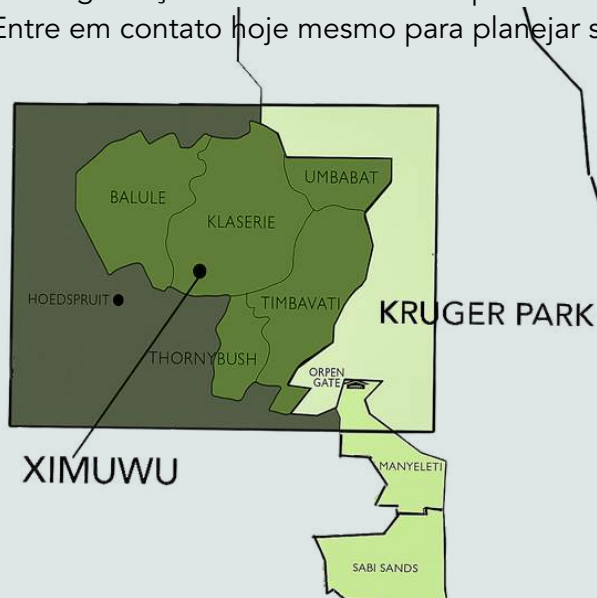 Entre em contato hoje mesmo para planejar s
UMBABAT
BALULE
KLASERIE
HOEDSPRUIT
TIMBAVATI
KRUGER PARK
THORNYBUSH
ORPEN
GATE
XIMUWU
MANYELETI
SABI SANDS